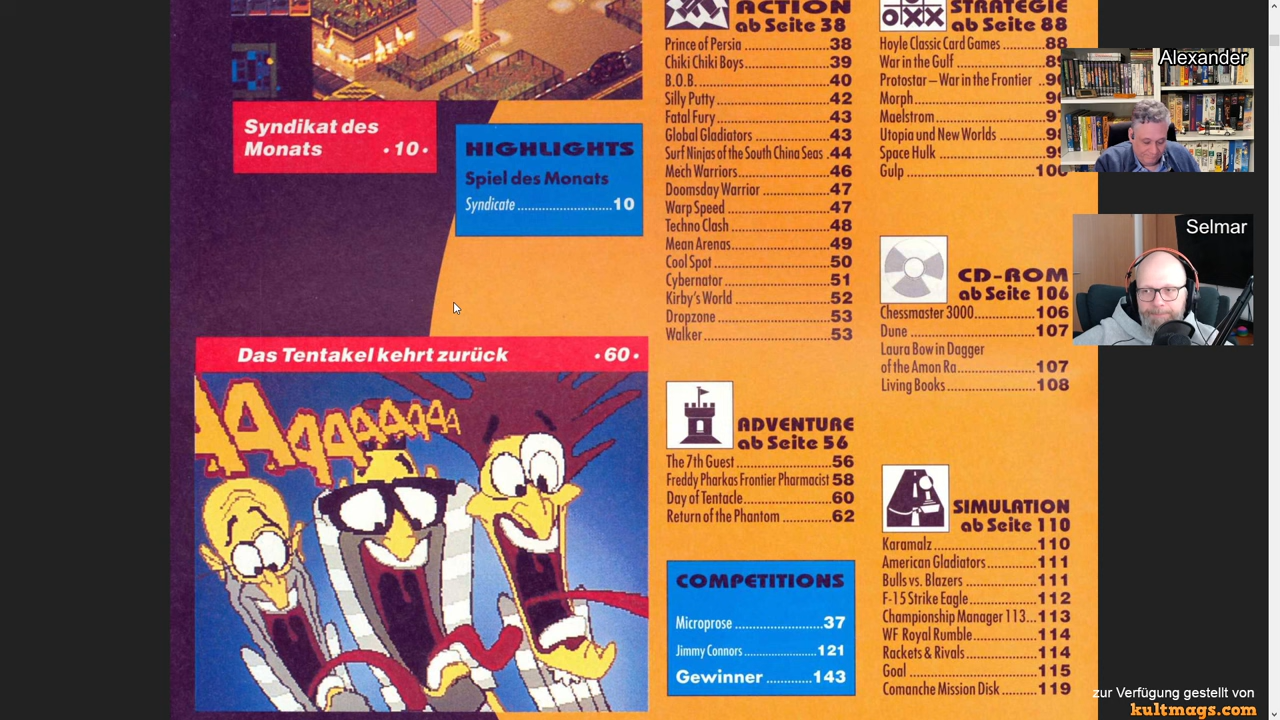 Syndikat des
Monats • 10 •
HIGHLIGHTS
Spiel des Monats
Syndicate ........................10
Das Tentakel kehrt zurück • 60 •
AAAAAAAAAA
ACTION
ab Seite 38
Prince of Persia ........................38
Chiki Chiki Boys........................39
B.O.B. ........................40
Silly Putty ........................42
Fatal Fury ........................43
Global Gladiators ........................43
Surf Ninjas of the South China Seas .44
Mech Warriors........................46
Doomsday Warrior ........................47
Warp Speed ........................47
Techno Clash ........................48
Mean Arenas........................49
Cool Spot ........................50
Cybernator ........................51
Kirby's World ........................52
Dropzone ........................53
Walker ........................53
ADVENTURE
ab Seite 56
The 7th Guest ........................56
Freddy Pharkas Frontier Pharmacist 58
Day of Tentacle........................60
Return of the Phantom ............62
COMPETITIONS
Microprose ........................37
Jimmy Connors ........................121
Gewinner ............143
OXX
STRATEGIE
ab Seite 88
Hoyle Classic Card Games ..........88
War in the Gulf ........................8
Protostar – War in the Frontier ..9
Morph........................9
Maelstrom ........................9
Utopia und New Worlds ............9
Space Hulk ........................9
Gulp ........................100
CD-ROM
ab Seite 106
Chessmaster 3000........................106
Dune ........................107
Laura Bow in Dagger
of the Amon Ra........................107
Living Books ........................108
SIMULATION
ab Seite 110
Karamalz ........................110
American Gladiators..............111
Bulls vs. Blazers ........................111
F-15 Strike Eagle........................112
Championship Manager 113...113
WF Royal Rumble........................114
Rackets & Rivals........................114
Goal ........................115
Comanche Mission Disk ..........119
Alexander
Selmar
zur Verfügung gestellt von
kultmags.com